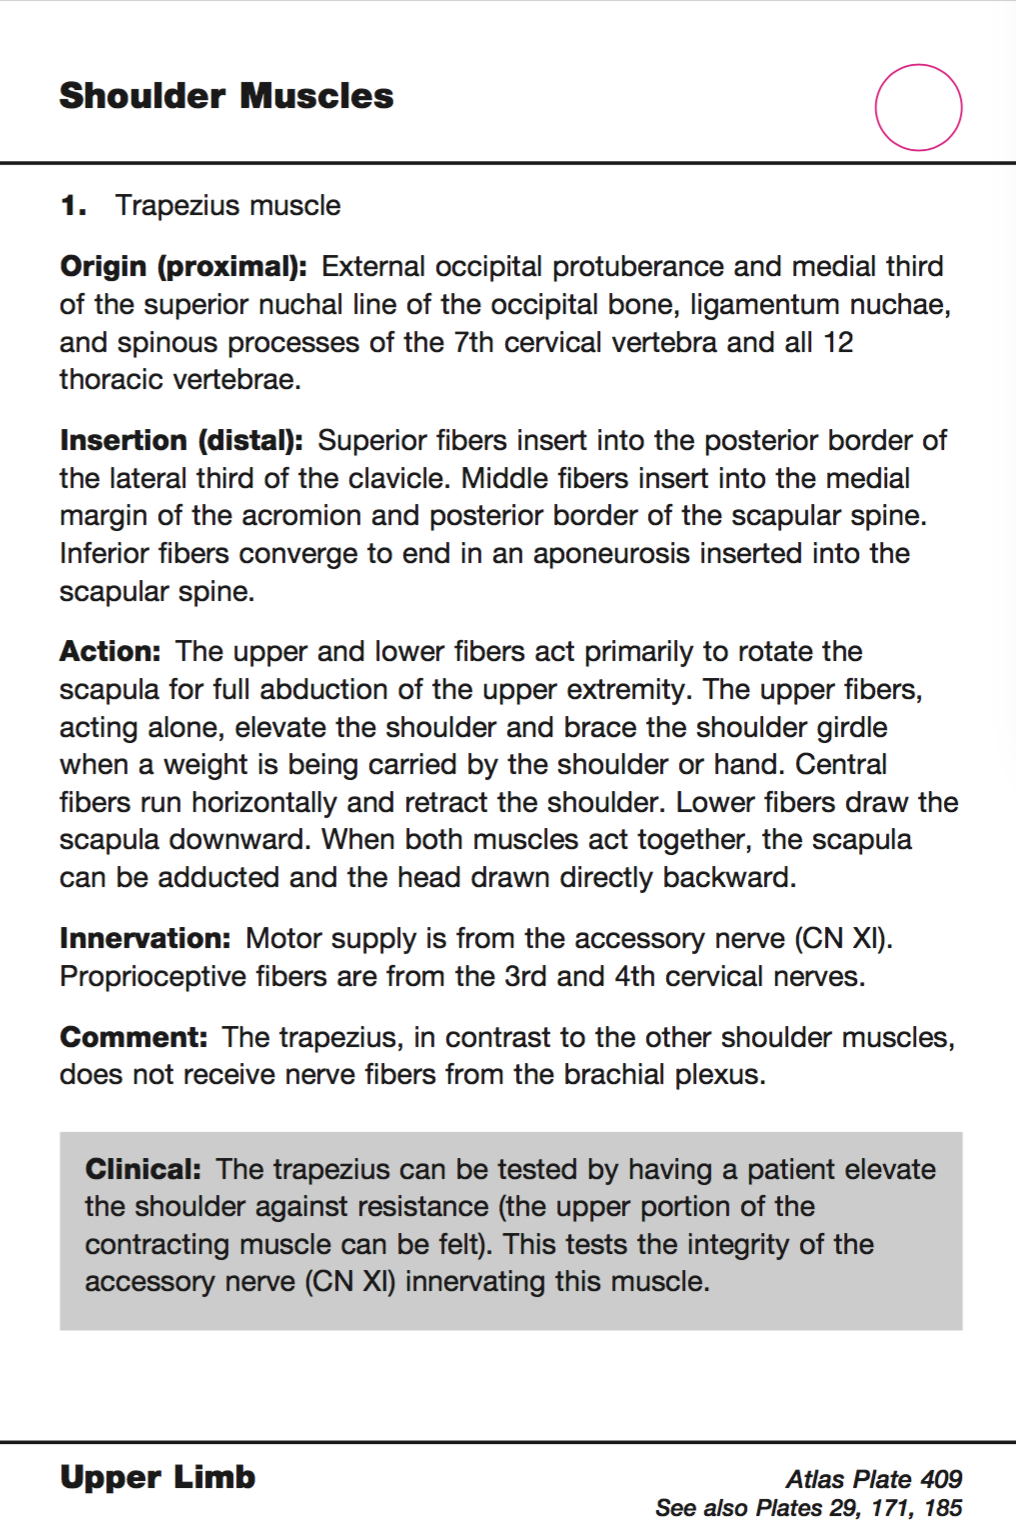 Shoulder Muscles
1. Trapezius muscle
Origin (proximal): External occipital protuberance and medial third
of the superior nuchal line of the occipital bone, ligamentum nuchae,
and spinous processes of the 7th cervical vertebra and all 12
thoracic vertebrae.
Insertion (distal): Superior fibers insert into the posterior border of
the lateral third of the clavicle. Middle fibers insert into the medial
margin of the acromion and posterior border of the scapular spine.
Inferior fibers converge to end in an aponeurosis inserted into the
scapular spine.
Action: The upper and lower fibers act primarily to rotate the
scapula for full abduction of the upper extremity. The upper fibers,
acting alone, elevate the shoulder and brace the shoulder girdle
when a weight is being carried by the shoulder or hand. Central
fibers run horizontally and retract the shoulder. Lower fibers draw the
scapula downward. When both muscles act together, the scapula
can be adducted and the head drawn directly backward.
Innervation: Motor supply is from the accessory nerve (CN XI).
Proprioceptive fibers are from the 3rd and 4th cervical nerves.
Comment: The trapezius, in contrast to the other shoulder muscles,
does not receive nerve fibers from the brachial plexus.
Clinical: The trapezius can be tested by having a patient elevate
the shoulder against resistance (the upper portion of the
contracting muscle can be felt). This tests the integrity of the
accessory nerve (CN XI) innervating this muscle.
Upper Limb
Atlas Plate 409
See also Plates 29, 171, 185